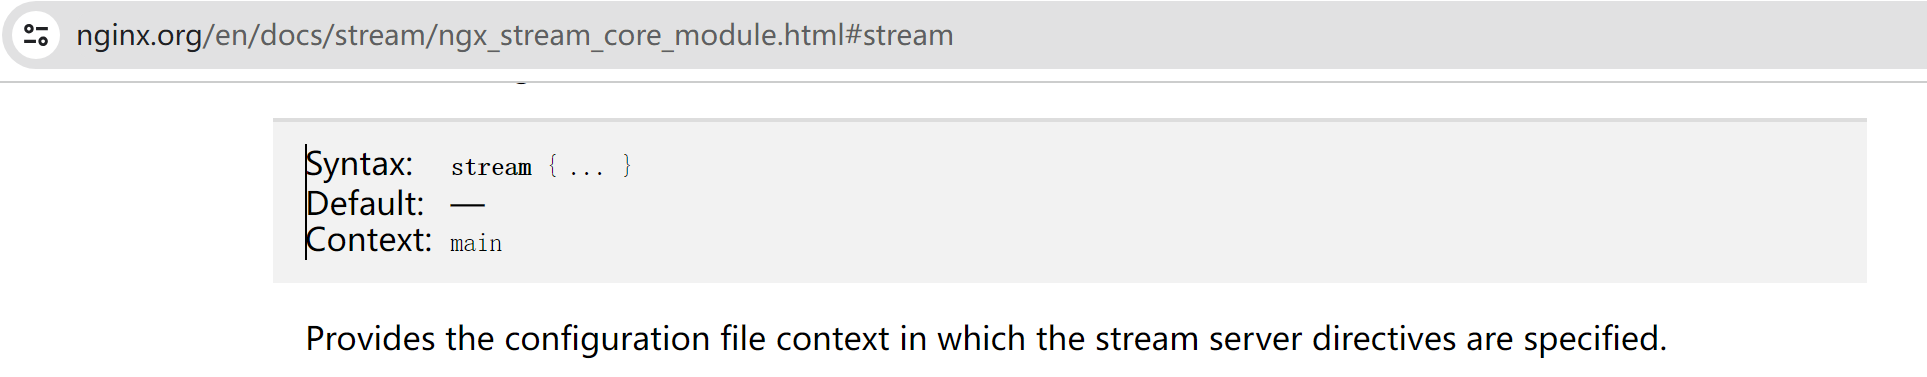 nginx.org/en/docs/stream/ngx_stream_core_module.html#stream
Syntax: stream { ... }
Default: —
Context: main
Provides the configuration file context in which the stream server directives are specified.